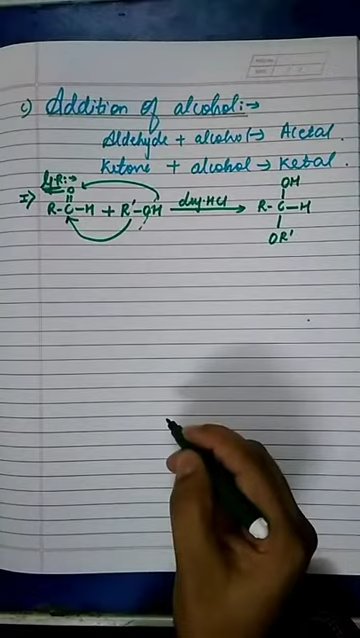 c) Addition of alcohol:→
Aldehyde + alcohol → Acetal.
Ketone + alcohol → Ketal.
OH
O
I> R-C-H + R'-OH dry·HCl → R-C-H
OR'